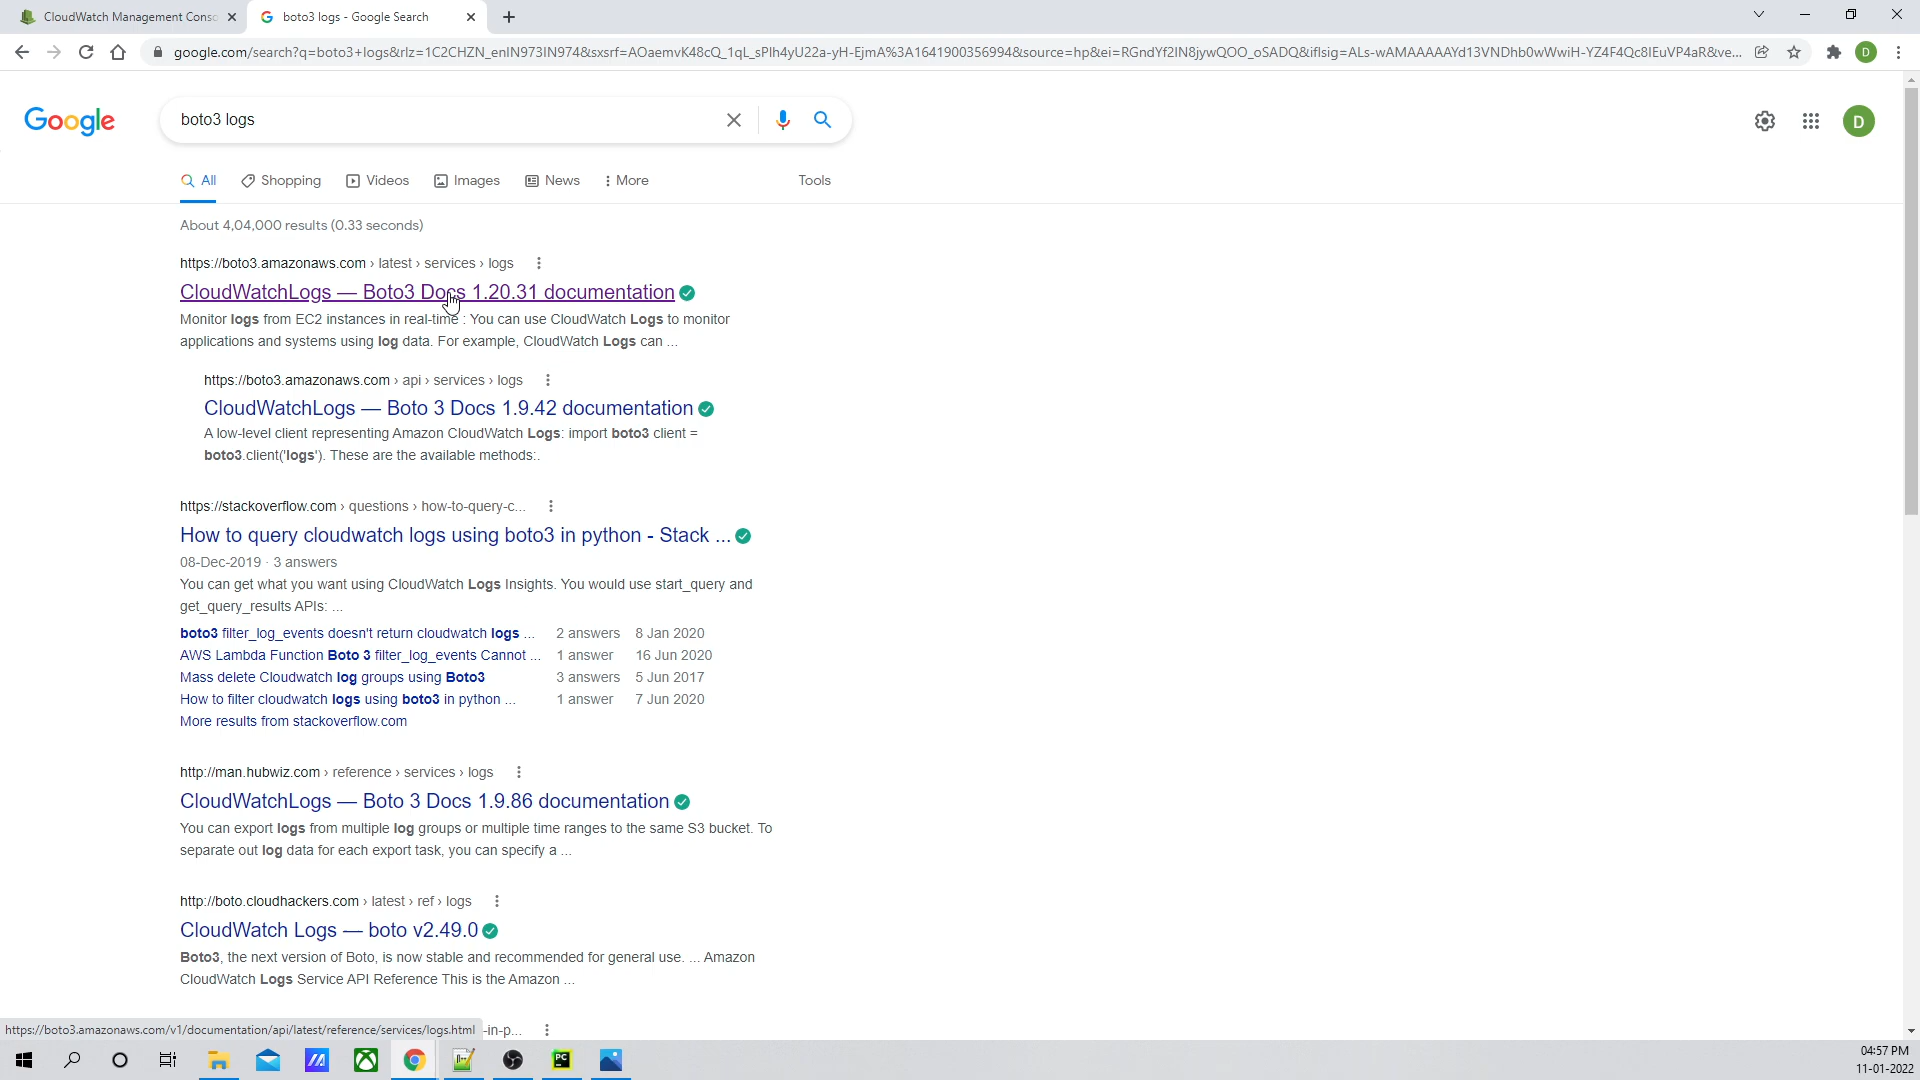 CloudWatch Management Conso
boto3 logs - Google Search
google.com/search?q=boto3+logs&rlz=1C2CHZN_enIN973IN974&sxsrf=AOaemvK48cQ_1qL_sPlh4yU22a-yH-EjmA%3A1641900356994&source=hp&ei=RGndYf2IN8jywQOO_oSADQ&iflsig=ALs-wAMAAAAAYd13VNDhb0wWwiH-YZ4F4Qc8IEuVP4aR&ve...
D
Google
boto3 logs
D
All
Shopping
Videos
Images
News
More
Tools
About 4,04,000 results (0.33 seconds)
https://boto3.amazonaws.com › latest › services › logs
CloudWatchLogs — Boto3 Docs 1.20.31 documentation
Monitor logs from EC2 instances in real-time : You can use CloudWatch Logs to monitor
applications and systems using log data. For example, CloudWatch Logs can ...
https://boto3.amazonaws.com › api › services › logs
CloudWatchLogs — Boto 3 Docs 1.9.42 documentation
A low-level client representing Amazon CloudWatch Logs: import boto3 client =
boto3.client('logs'). These are the available methods:.
https://stackoverflow.com › questions › how-to-query-c...
How to query cloudwatch logs using boto3 in python - Stack ...
08-Dec-2019 · 3 answers
You can get what you want using CloudWatch Logs Insights. You would use start_query and
get_query_results APIs: ...
boto3 filter_log_events doesn't return cloudwatch logs ... 2 answers 8 Jan 2020
AWS Lambda Function Boto 3 filter_log_events Cannot ... 1 answer 16 Jun 2020
Mass delete Cloudwatch log groups using Boto3 3 answers 5 Jun 2017
How to filter cloudwatch logs using boto3 in python ... 1 answer 7 Jun 2020
More results from stackoverflow.com
http://man.hubwiz.com › reference › services › logs
CloudWatchLogs — Boto 3 Docs 1.9.86 documentation
You can export logs from multiple log groups or multiple time ranges to the same S3 bucket. To
separate out log data for each export task, you can specify a ...
http://boto.cloudhackers.com › latest › ref › logs
CloudWatch Logs — boto v2.49.0
Boto3, the next version of Boto, is now stable and recommended for general use. ... Amazon
CloudWatch Logs Service API Reference This is the Amazon ...
https://boto3.amazonaws.com/v1/documentation/api/latest/reference/services/logs.html
-in-p...
PC
04:57 PM
11-01-2022